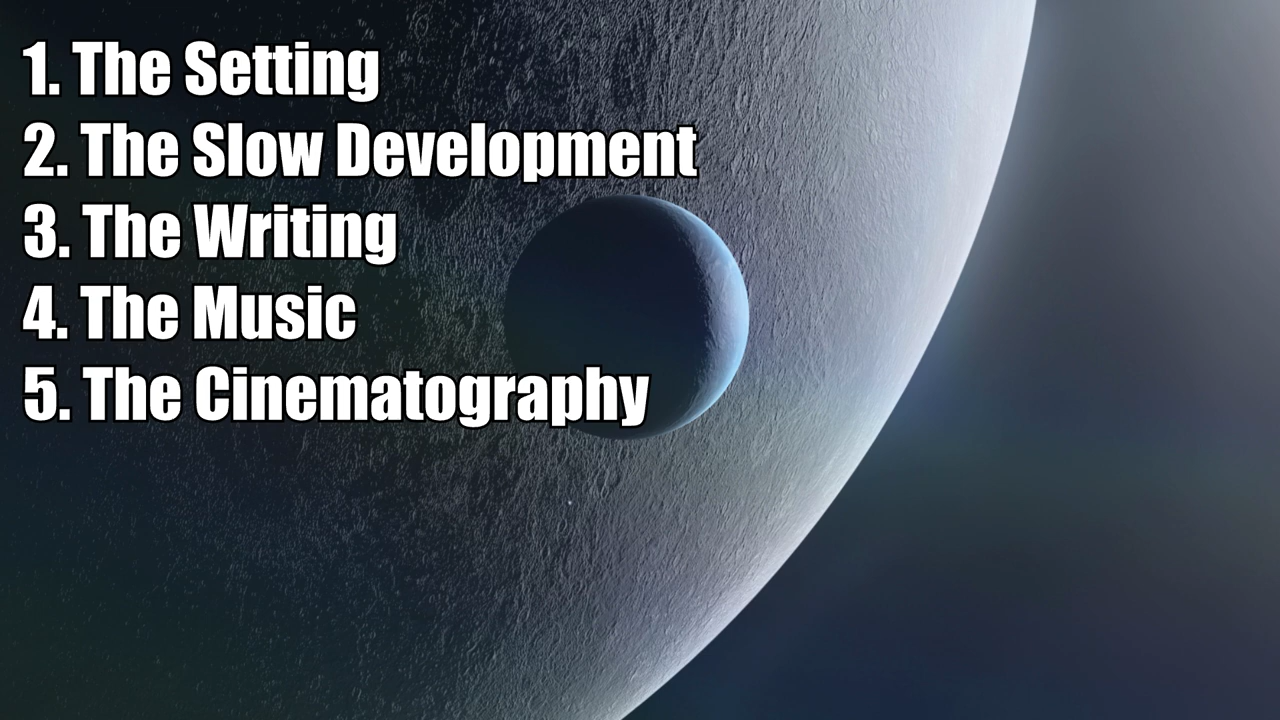 1. The Setting
2. The Slow Development
3. The Writing
4. The Music
5. The Cinematography